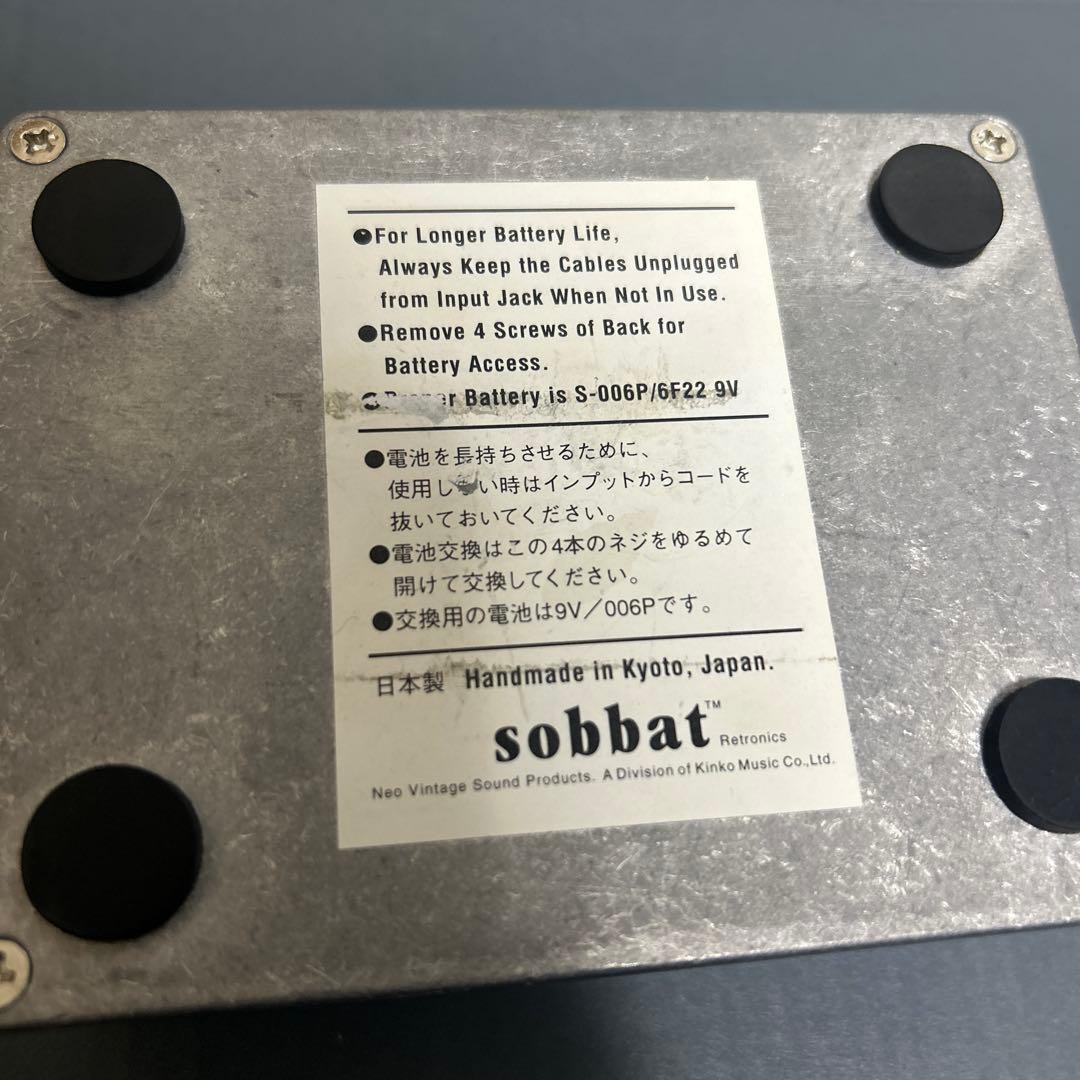 ●For Longer Battery Life,
Always Keep the Cables Unplugged
from Input Jack When Not In Use.
●Remove 4 Screws of Back for
Battery Access.
Battery is S-006P/6F22 9V
●電池を長持ちさせるために、
使用し い時はインプットからコードを
抜いておいてください。
●電池交換はこの4本のネジをゆるめて
開けて交換してください。
●交換用の電池は9V/006Pです。
日本製 Handmade in Kyoto, Japan.
sobbat™ Retronics
Neo Vintage Sound Products. A Division of Kinko Music Co.,Ltd.